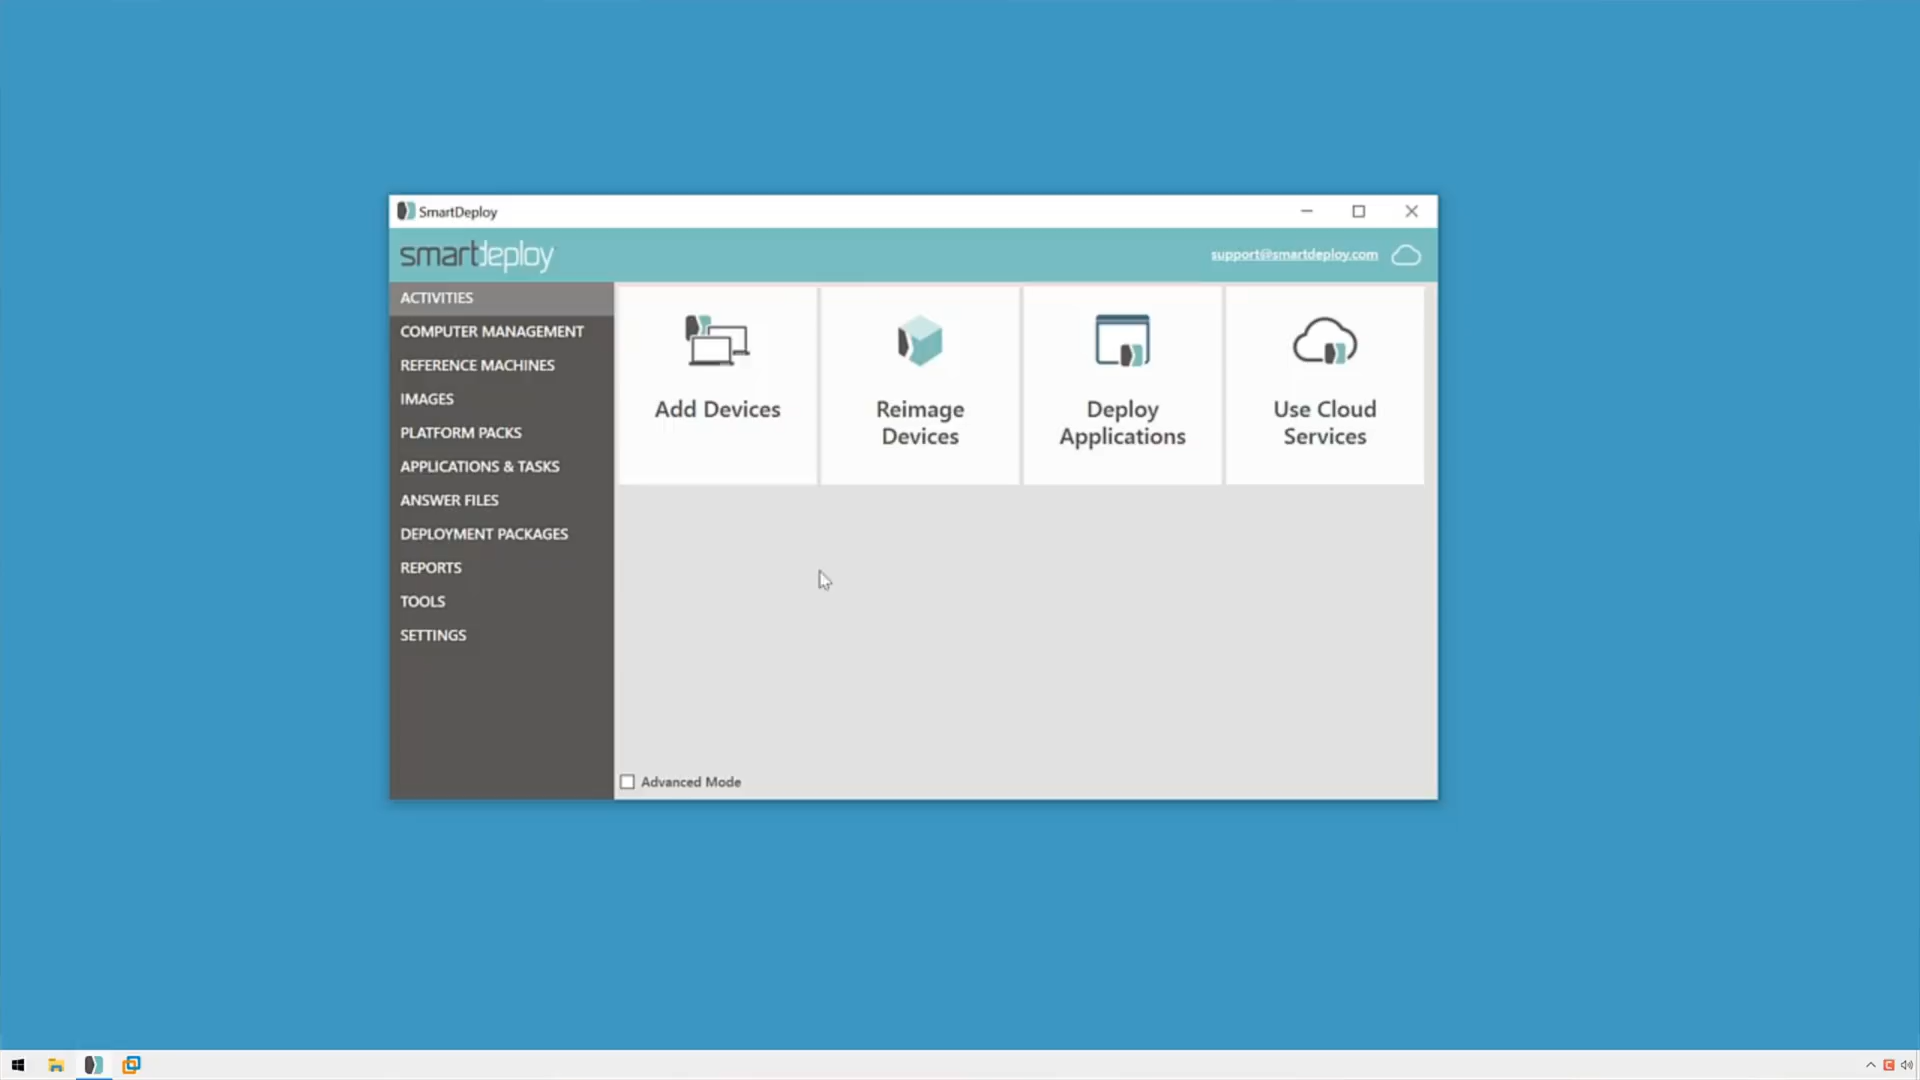 SmartDeploy
smartdeploy
support@smartdeploy.com
ACTIVITIES
COMPUTER MANAGEMENT
REFERENCE MACHINES
IMAGES
PLATFORM PACKS
APPLICATIONS & TASKS
ANSWER FILES
DEPLOYMENT PACKAGES
REPORTS
TOOLS
SETTINGS
Add Devices
Reimage
Devices
Deploy
Applications
Use Cloud
Services
Advanced Mode